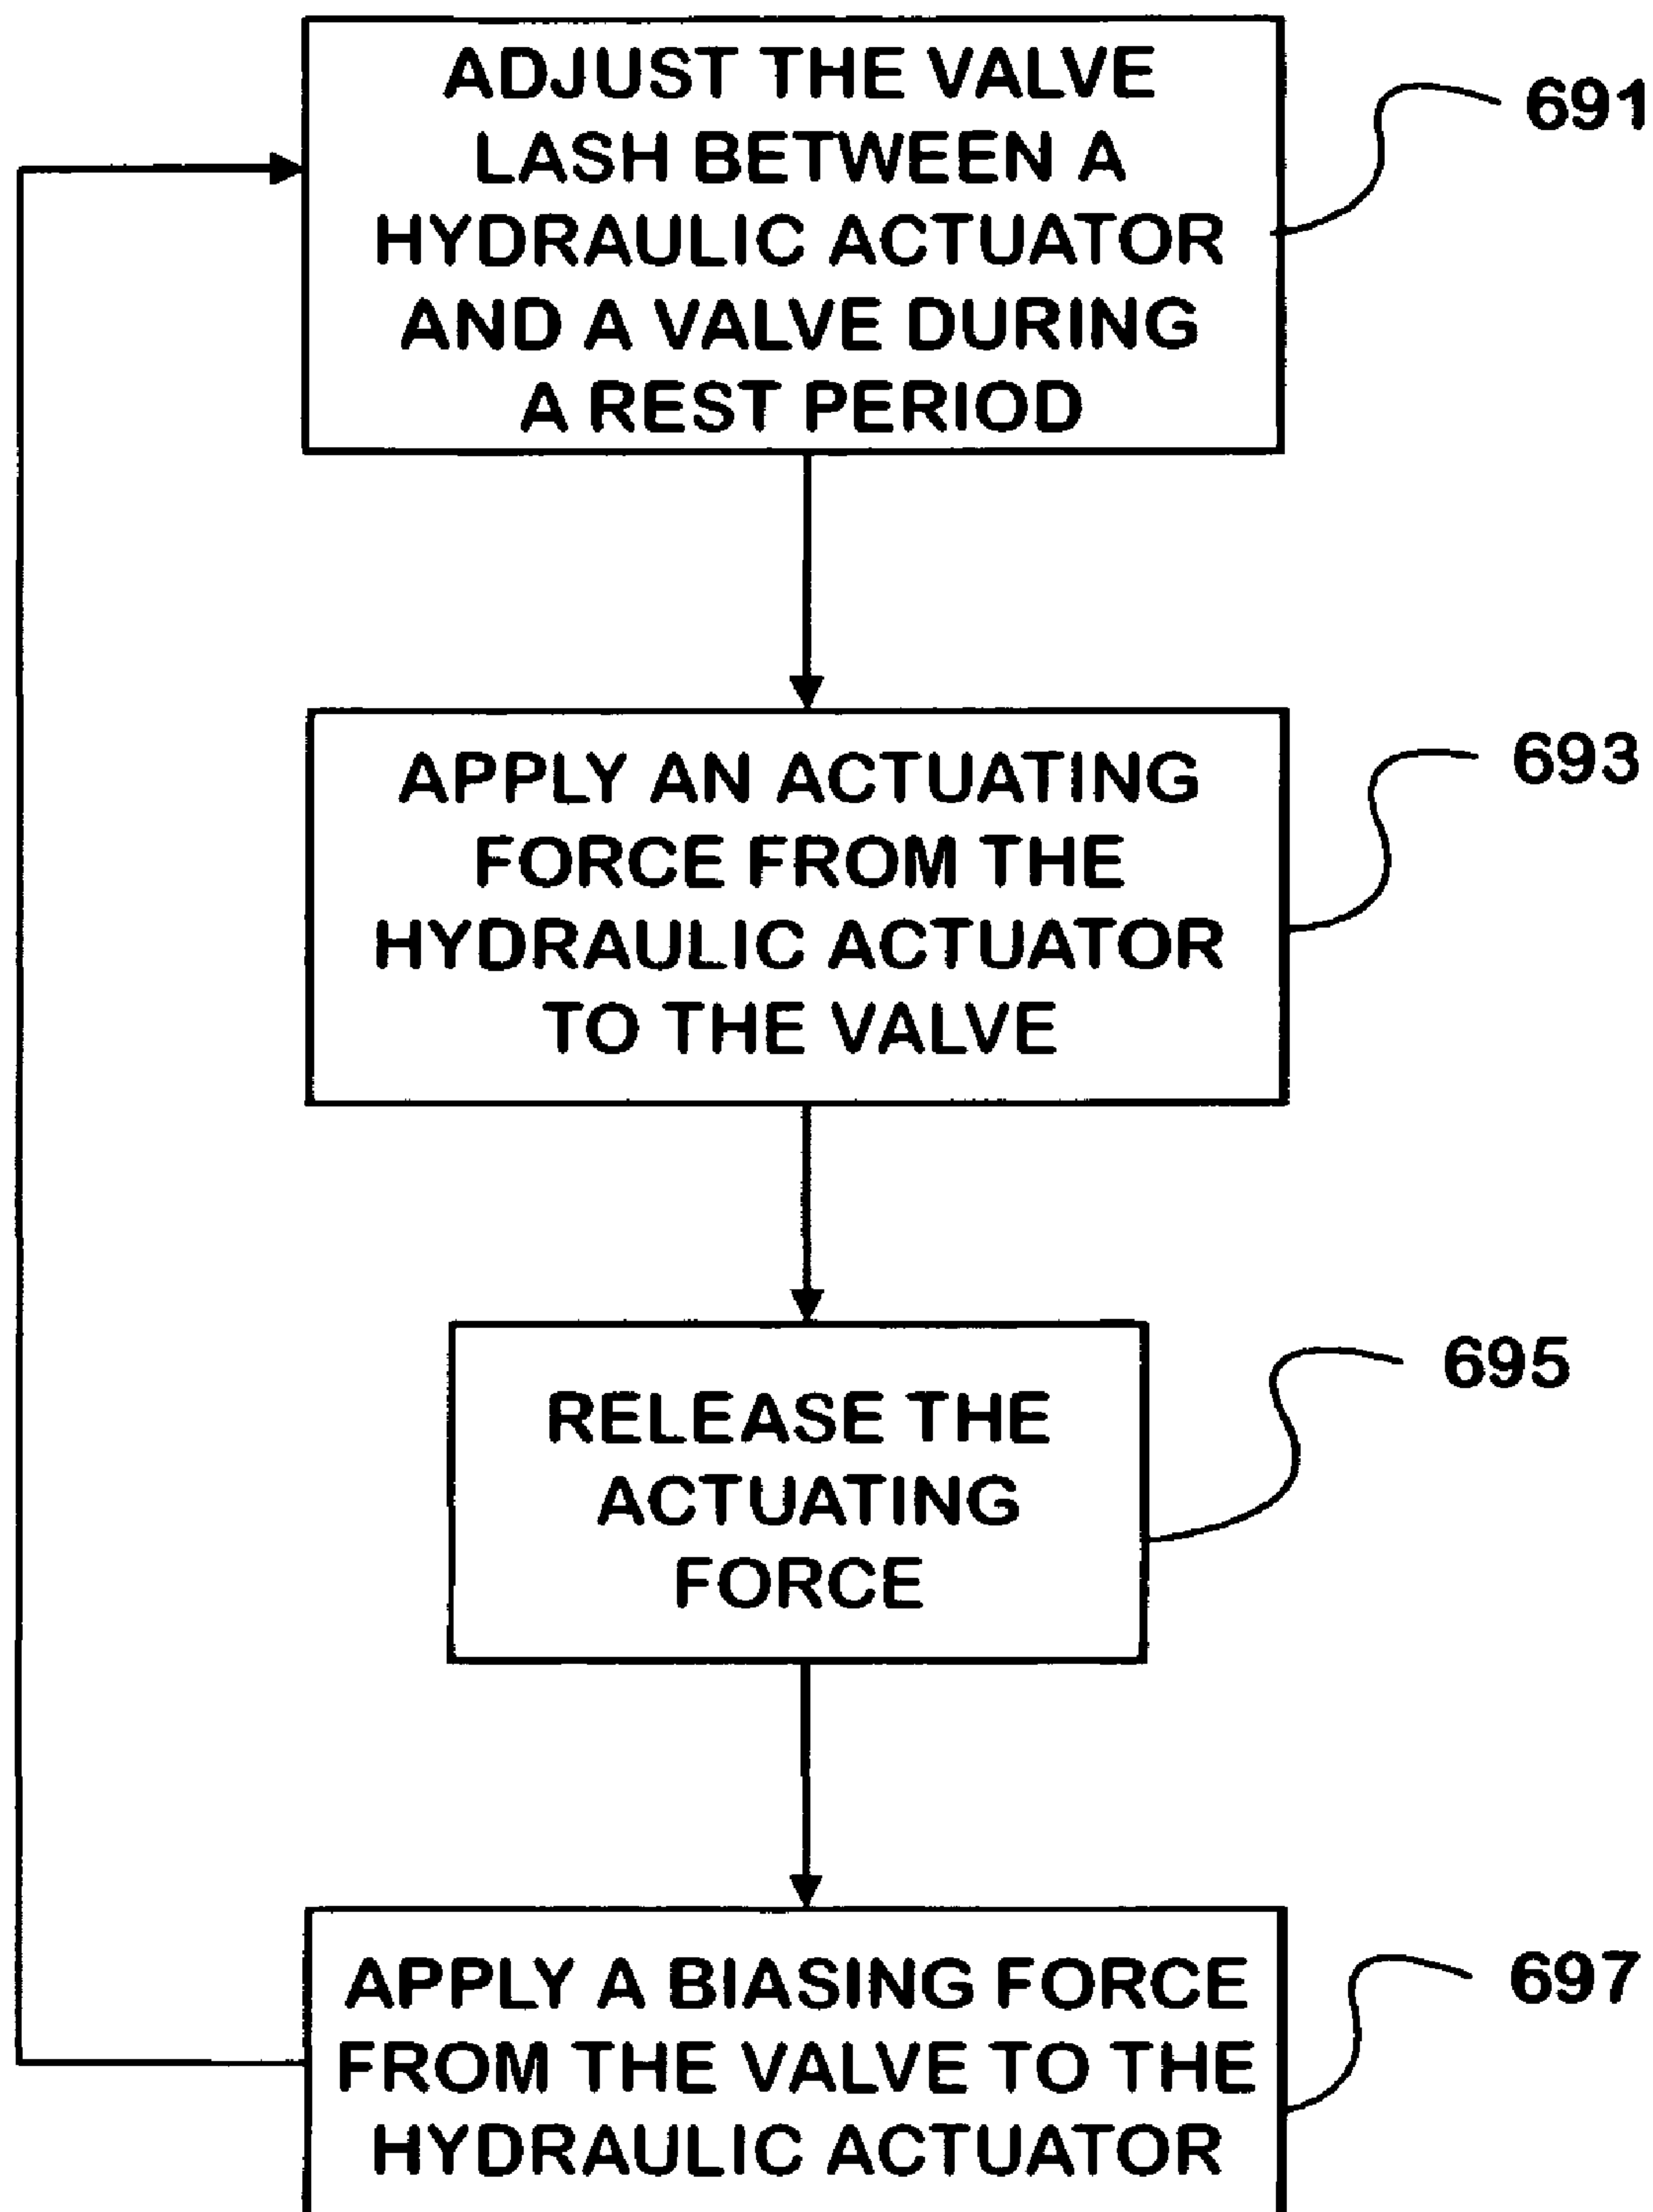 ADJUST THE VALVE
LASH BETWEEN A
HYDRAULIC ACTUATOR
AND A VALVE DURING
A REST PERIOD
691
APPLY AN ACTUATING
FORCE FROM THE
HYDRAULIC ACTUATOR
TO THE VALVE
693
RELEASE THE
ACTUATING
FORCE
695
APPLY A BIASING FORCE
FROM THE VALVE TO THE
HYDRAULIC ACTUATOR
697